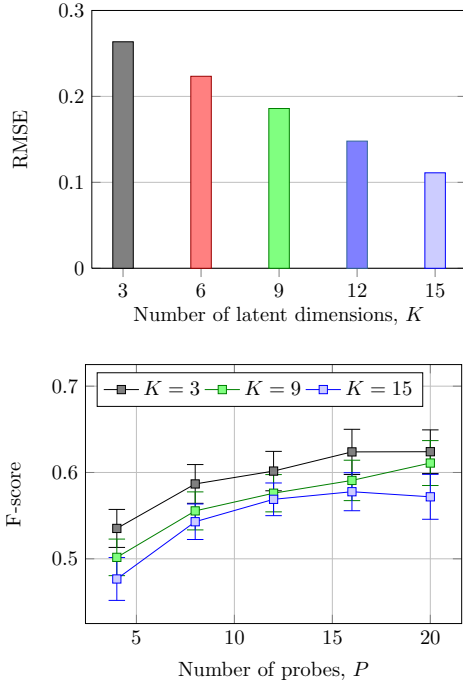 0.3
0.2
0.1
0
RMSE
3 6 9 12 15
Number of latent dimensions, K
K = 3 K = 9 K = 15
0.7
0.6
0.5
F-score
5 10 15 20
Number of probes, P